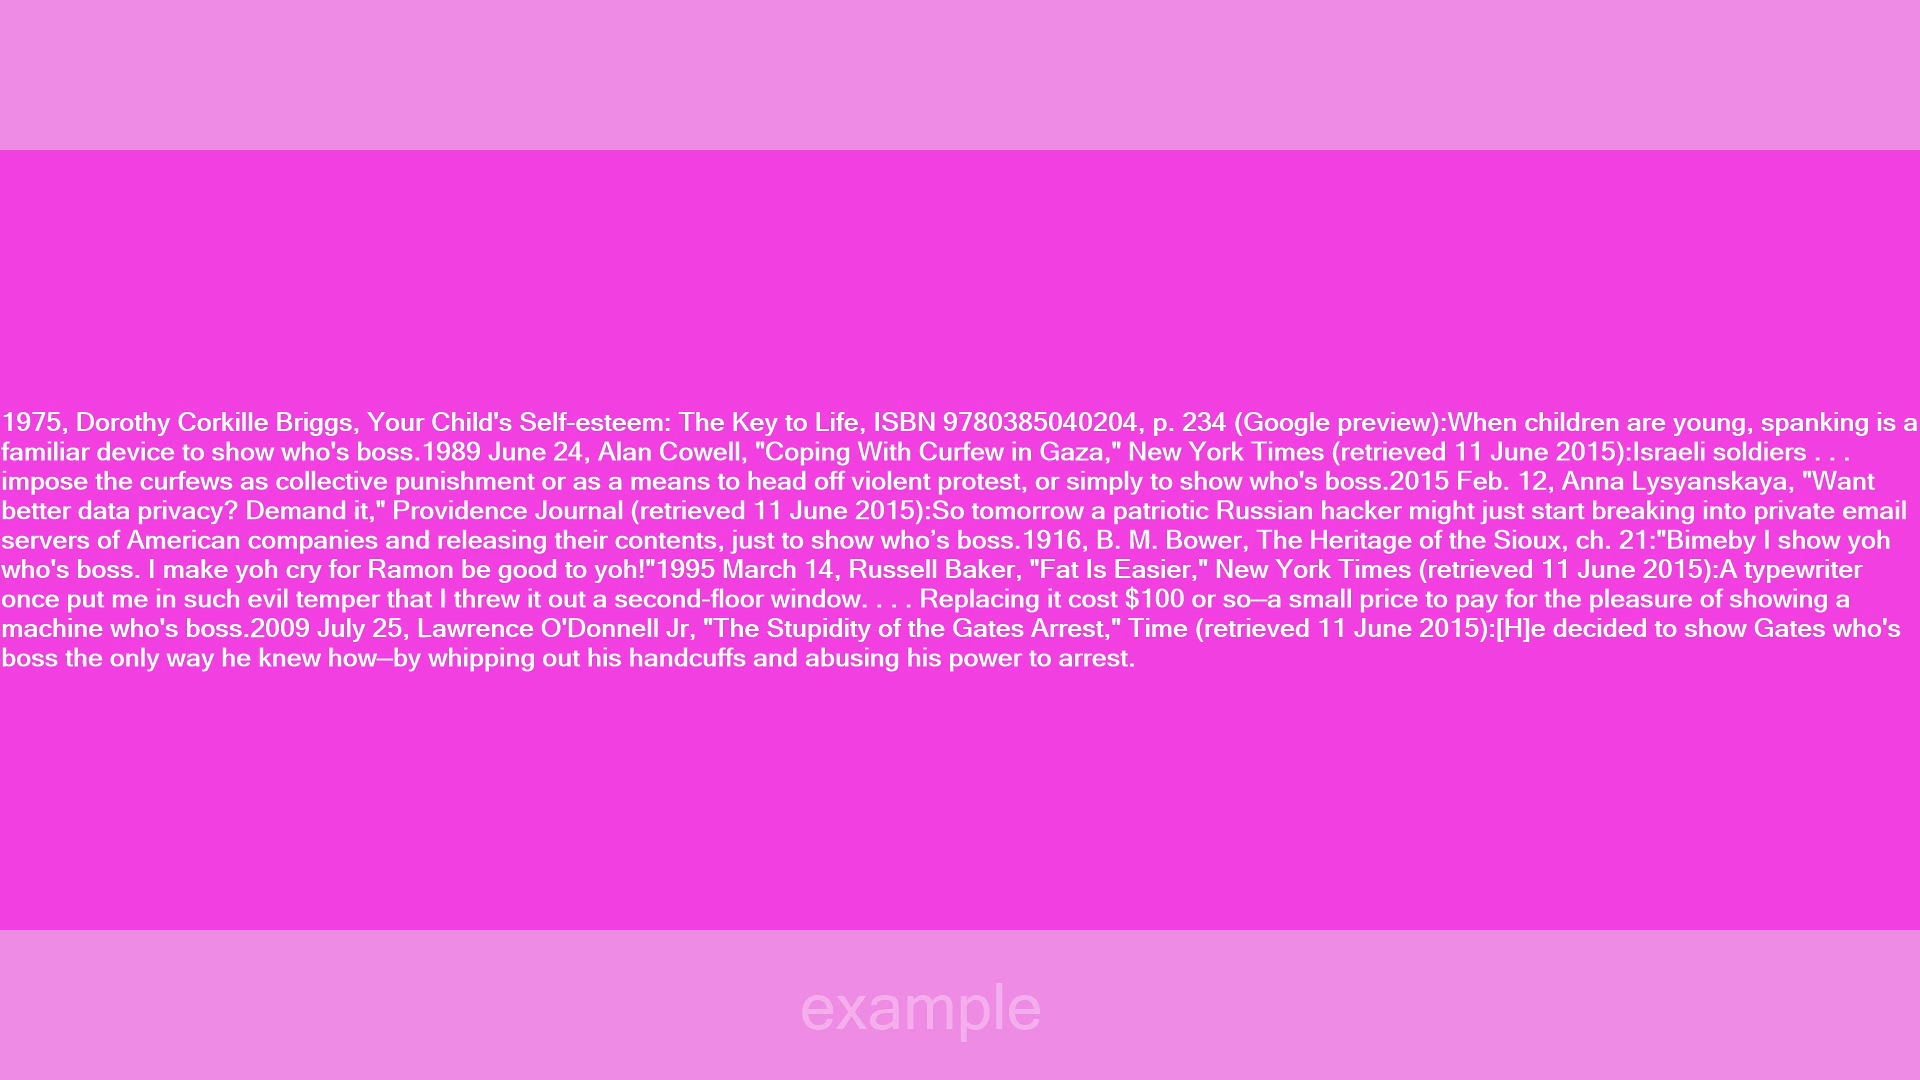 1975, Dorothy Corkille Briggs, Your Child's Self-esteem: The Key to Life, ISBN 9780385040204, p. 234 (Google preview):When children are young, spanking is a
familiar device to show who's boss.1989 June 24, Alan Cowell, "Coping With Curfew in Gaza," New York Times (retrieved 11 June 2015):Israeli soldiers . . .
impose the curfews as collective punishment or as a means to head off violent protest, or simply to show who's boss.2015 Feb. 12, Anna Lysyanskaya, "Want
better data privacy? Demand it," Providence Journal (retrieved 11 June 2015):So tomorrow a patriotic Russian hacker might just start breaking into private email
servers of American companies and releasing their contents, just to show who’s boss.1916, B. M. Bower, The Heritage of the Sioux, ch. 21:"Bimeby I show yoh
who's boss. I make yoh cry for Ramon be good to yoh!"1995 March 14, Russell Baker, "Fat Is Easier," New York Times (retrieved 11 June 2015):A typewriter
once put me in such evil temper that I threw it out a second-floor window. . . . Replacing it cost $100 or so—a small price to pay for the pleasure of showing a
machine who's boss.2009 July 25, Lawrence O'Donnell Jr, "The Stupidity of the Gates Arrest," Time (retrieved 11 June 2015):[H]e decided to show Gates who's
boss the only way he knew how—by whipping out his handcuffs and abusing his power to arrest.
example